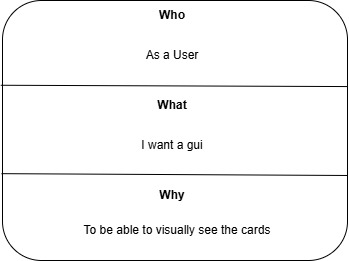 Who
As a User
What
I want a gui
Why
To be able to visually see the cards